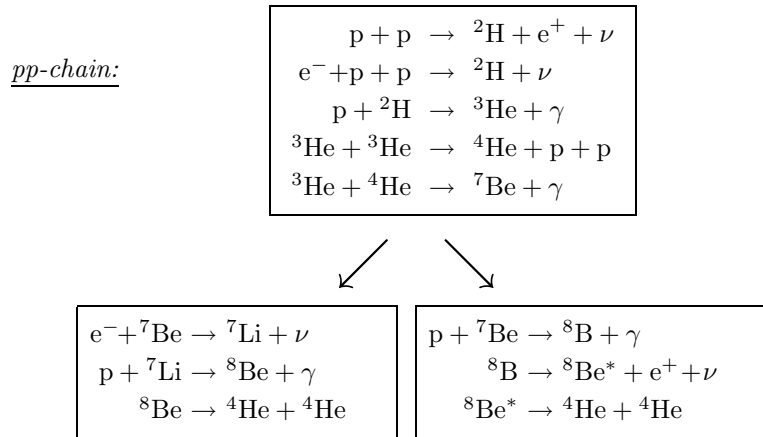 p + p → ²H + e⁺ + ν
pp-chain:
e⁻+p + p → ²H + ν
p + ²H → ³He + γ
³He + ³He → ⁴He + p + p
³He + ⁴He → ⁷Be + γ
e⁻+⁷Be → ⁷Li + ν
p + ⁷Li → ⁸Be + γ
⁸Be → ⁴He + ⁴He
p + ⁷Be → ⁸B + γ
⁸B → ⁸Be* + e⁺+ν
⁸Be* → ⁴He + ⁴He